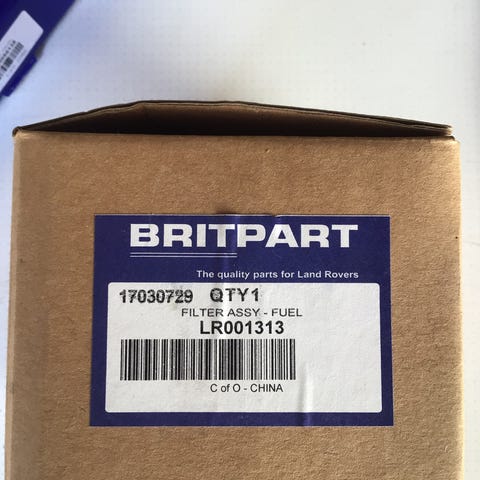 BRITPART
The quality parts for Land Rovers
17030729 QTY1
FILTER ASSY - FUEL
LR001313
C of O - CHINA